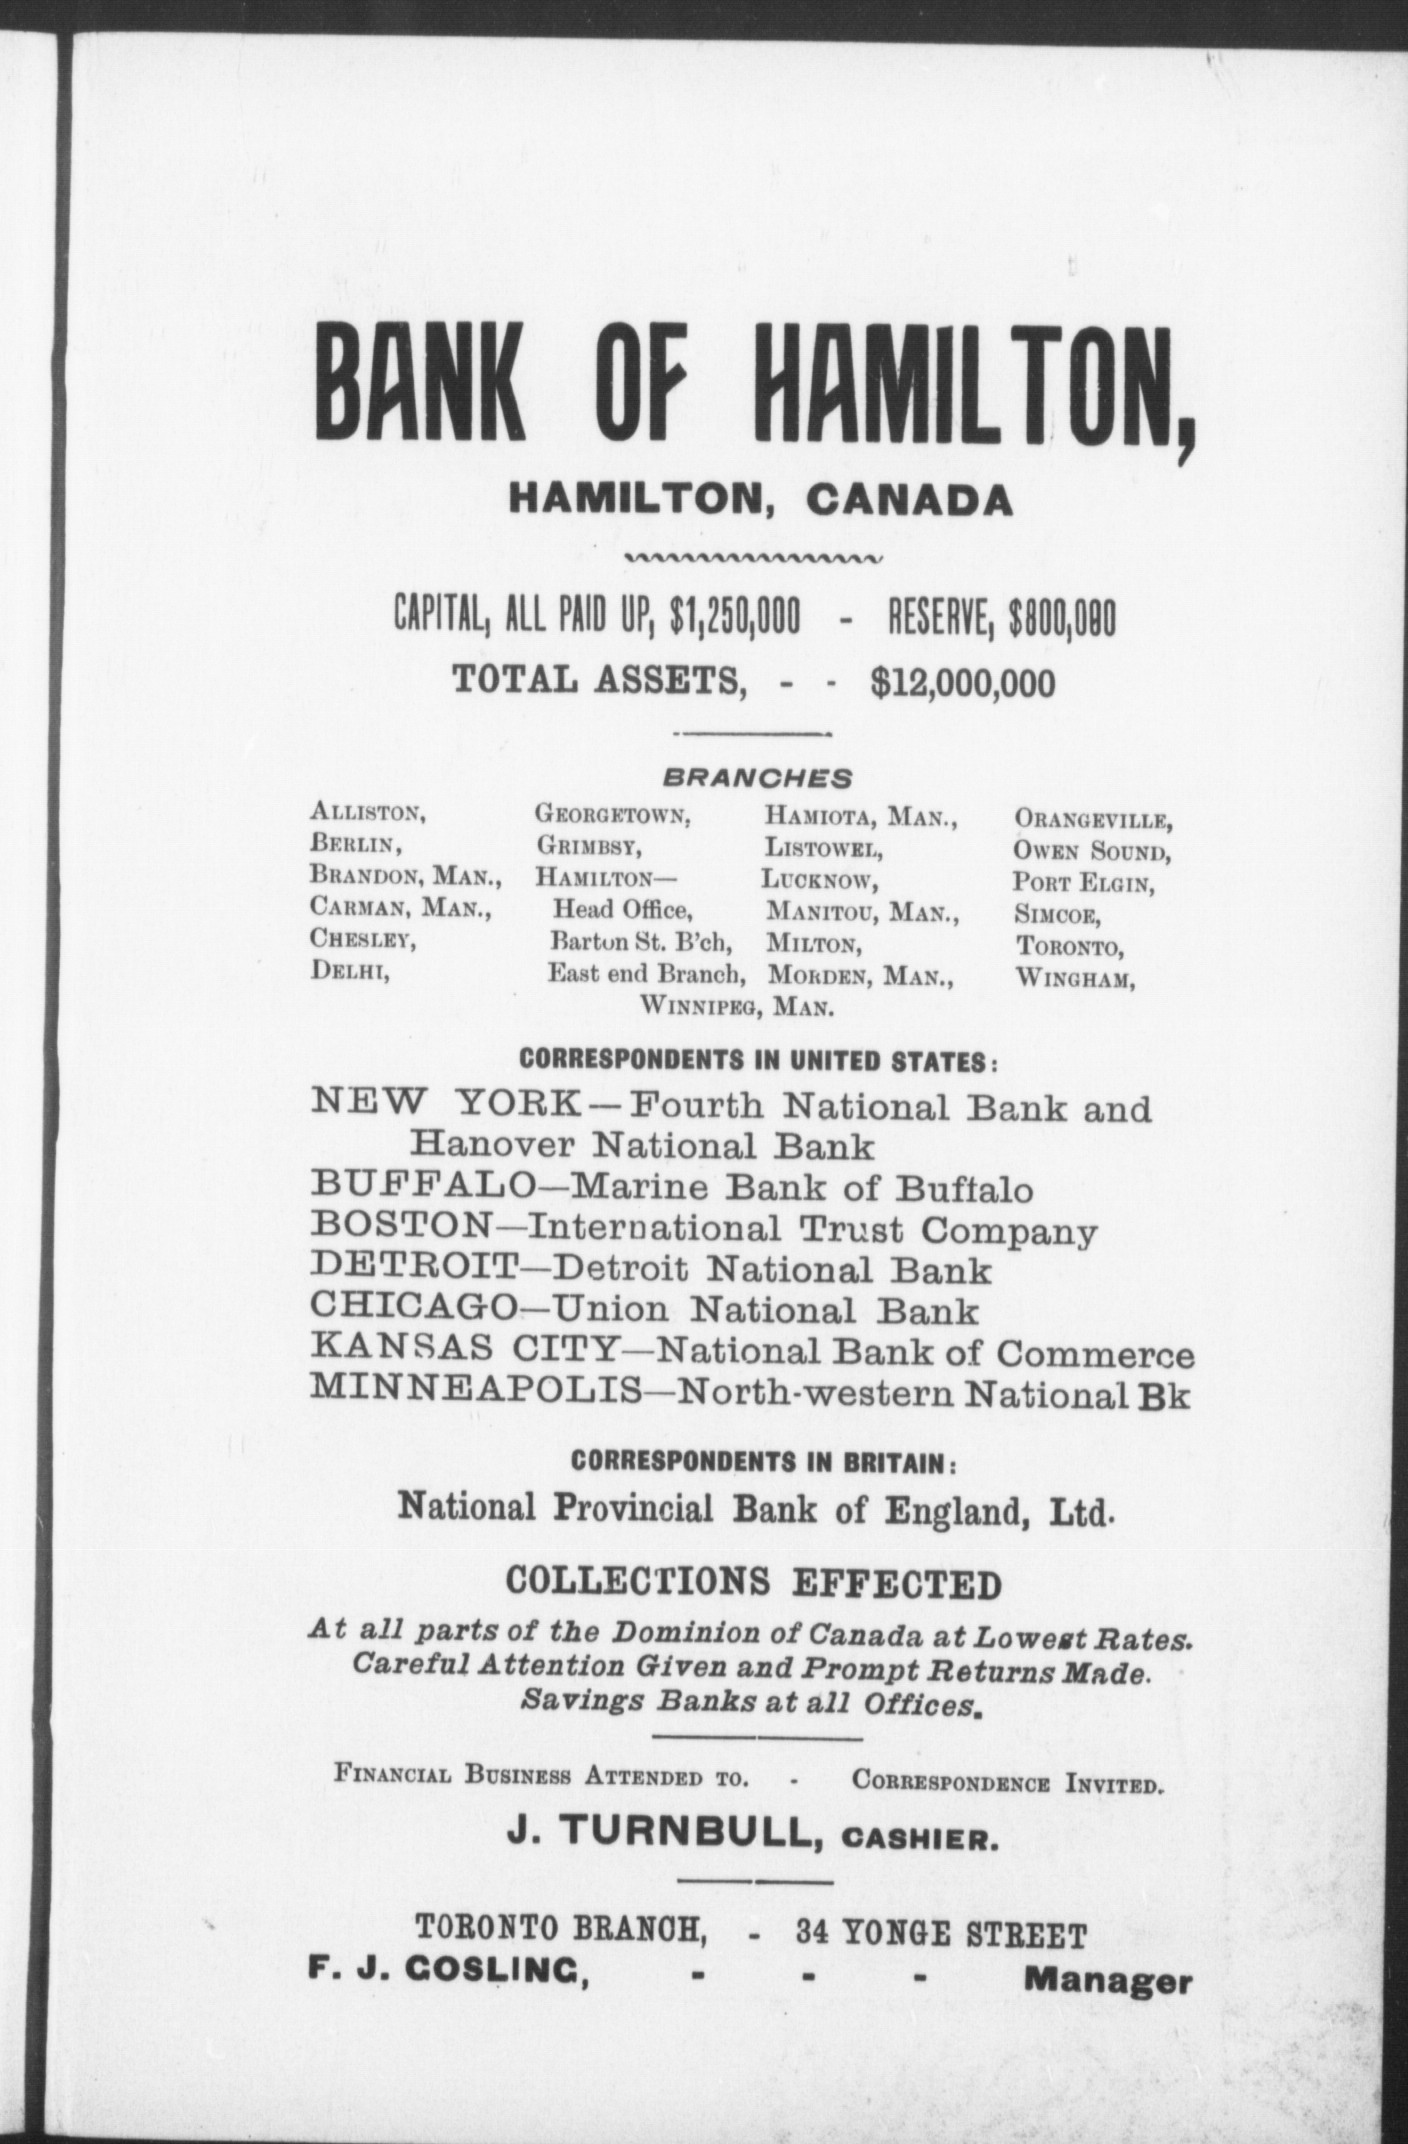 BANK OF HAMILTON,
HAMILTON, CANADA
CAPITAL, ALL PAID UP, $1,250,000 - RESERVE, $800,000
TOTAL ASSETS, - - $12,000,000
BRANCHES
ALLISTON, GEORGETOWN, HAMIOTA, MAN., ORANGEVILLE,
BERLIN, GRIMBSY, LISTOWEL, OWEN SOUND,
BRANDON, MAN., HAMILTON— LUCKNOW, PORT ELGIN,
CARMAN, MAN., Head Office, MANITOU, MAN., SIMCOE,
CHESLEY, Barton St. B'ch, MILTON, TORONTO,
DELHI, East end Branch, MORDEN, MAN., WINGHAM,
WINNIPEG, MAN.
CORRESPONDENTS IN UNITED STATES:
NEW YORK—Fourth National Bank and
Hanover National Bank
BUFFALO—Marine Bank of Buffalo
BOSTON—International Trust Company
DETROIT—Detroit National Bank
CHICAGO—Union National Bank
KANSAS CITY—National Bank of Commerce
MINNEAPOLIS—North-western National Bk
CORRESPONDENTS IN BRITAIN:
National Provincial Bank of England, Ltd.
COLLECTIONS EFFECTED
At all parts of the Dominion of Canada at Lowest Rates.
Careful Attention Given and Prompt Returns Made.
Savings Banks at all Offices.
FINANCIAL BUSINESS ATTENDED TO. - CORRESPONDENCE INVITED.
J. TURNBULL, CASHIER.
TORONTO BRANCH, - 34 YONGE STREET
F. J. GOSLING, - - - Manager